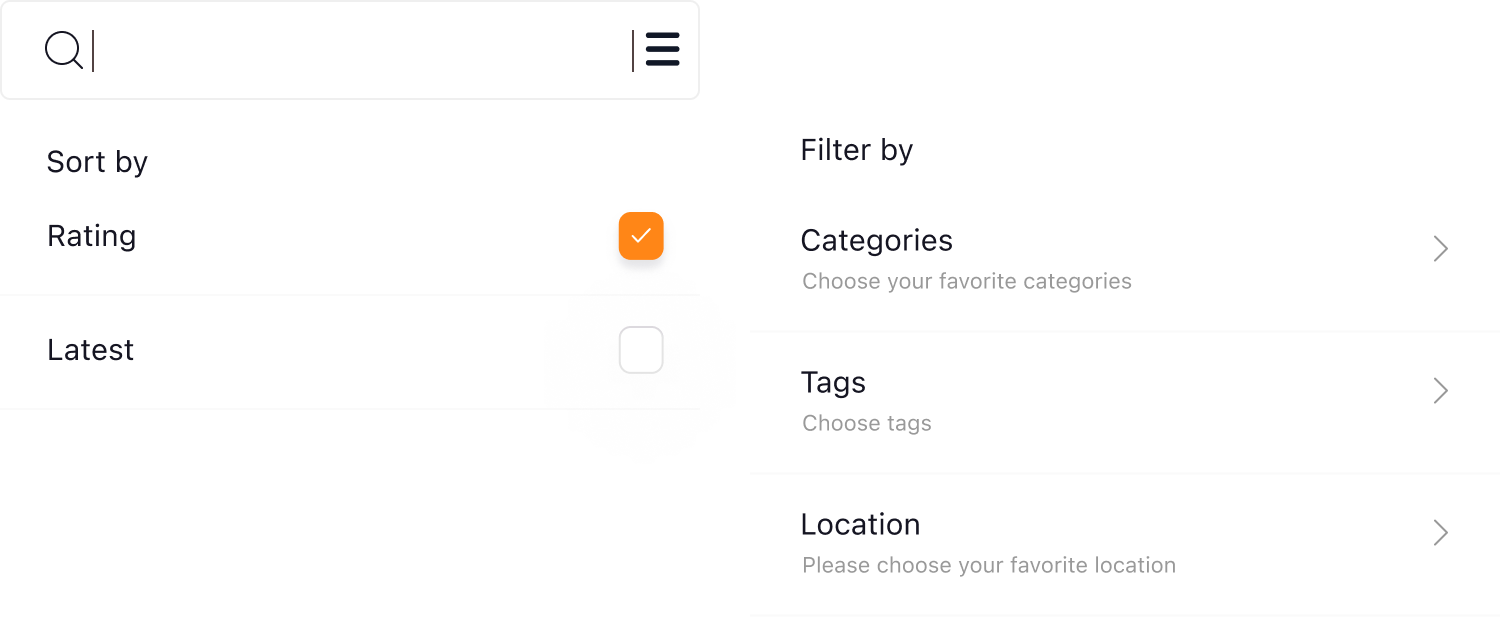 Sort by
Rating
Latest
Filter by
Categories
Choose your favorite categories
Tags
Choose tags
Location
Please choose your favorite location